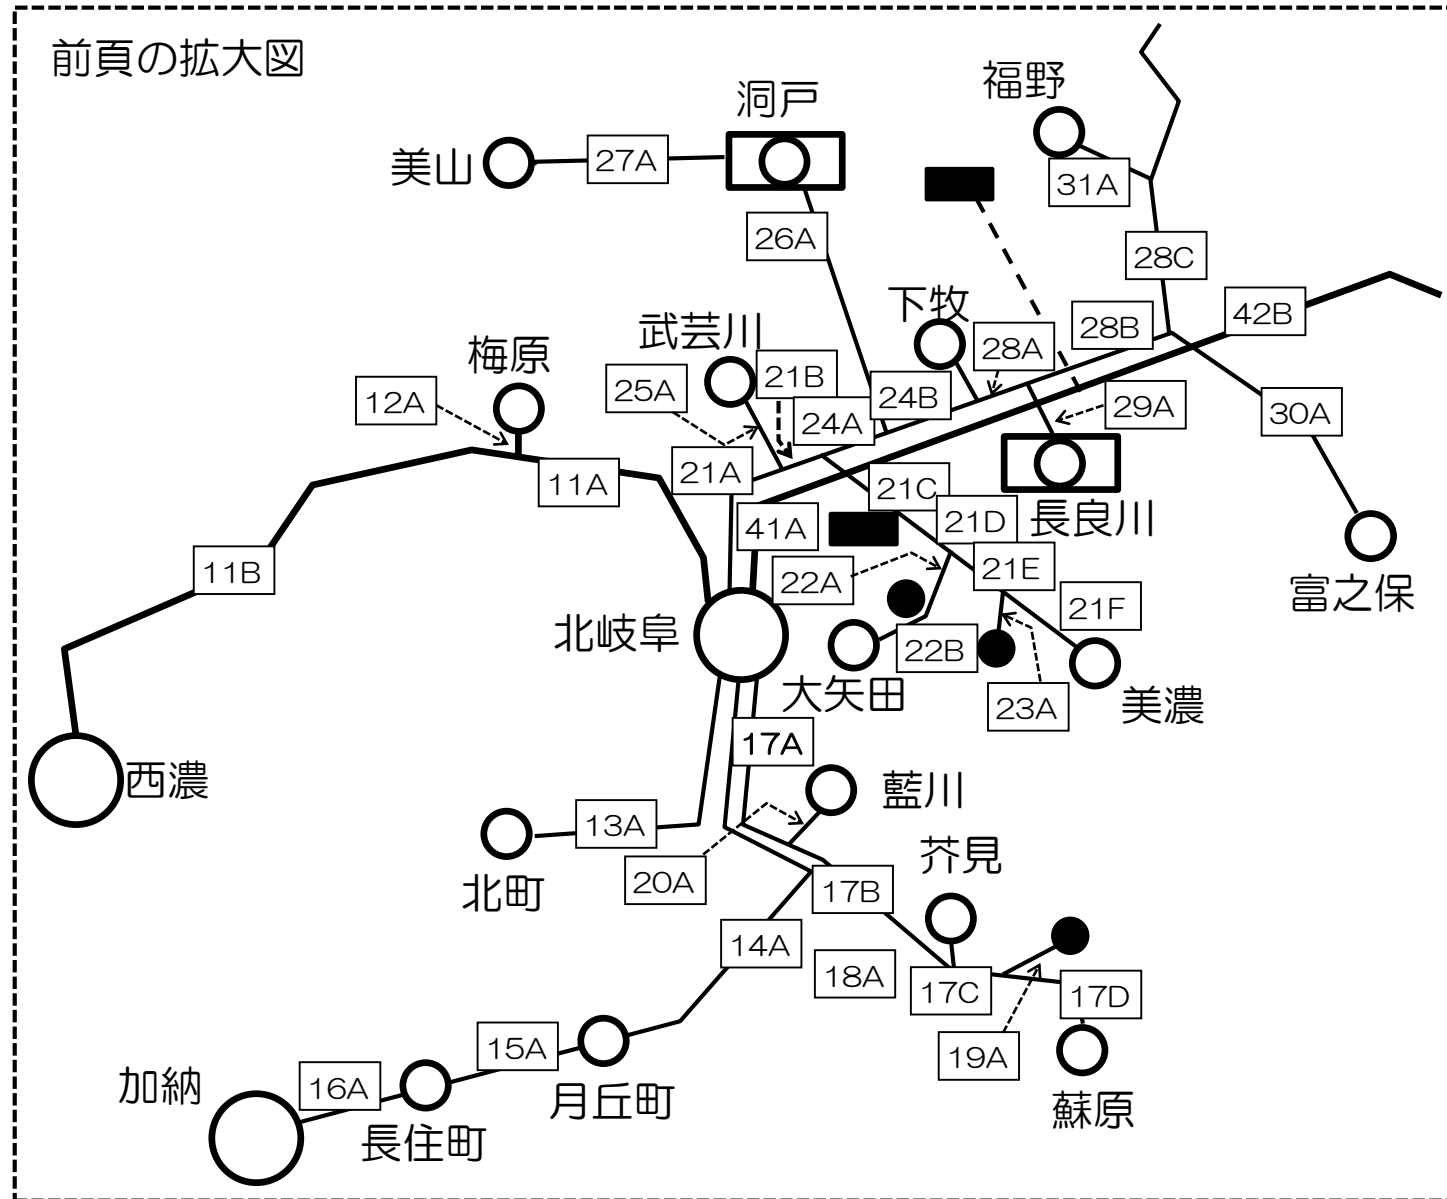 前頁の拡大図
福野
洞戸
美山
27A
31A
26A
28C
下牧
42B
武芸川
28B
梅原
28A
21B
12A
25A
24B
29A
24A
30A
21A
11A
21C
長良川
41A
21D
11B
22A
21E
富之保
21F
北岐阜
22B
大矢田
23A
美濃
17A
西濃
藍川
13A
芥見
北町
20A
17B
14A
18A
17C
17D
15A
19A
加納
16A
月丘町
蘇原
長住町